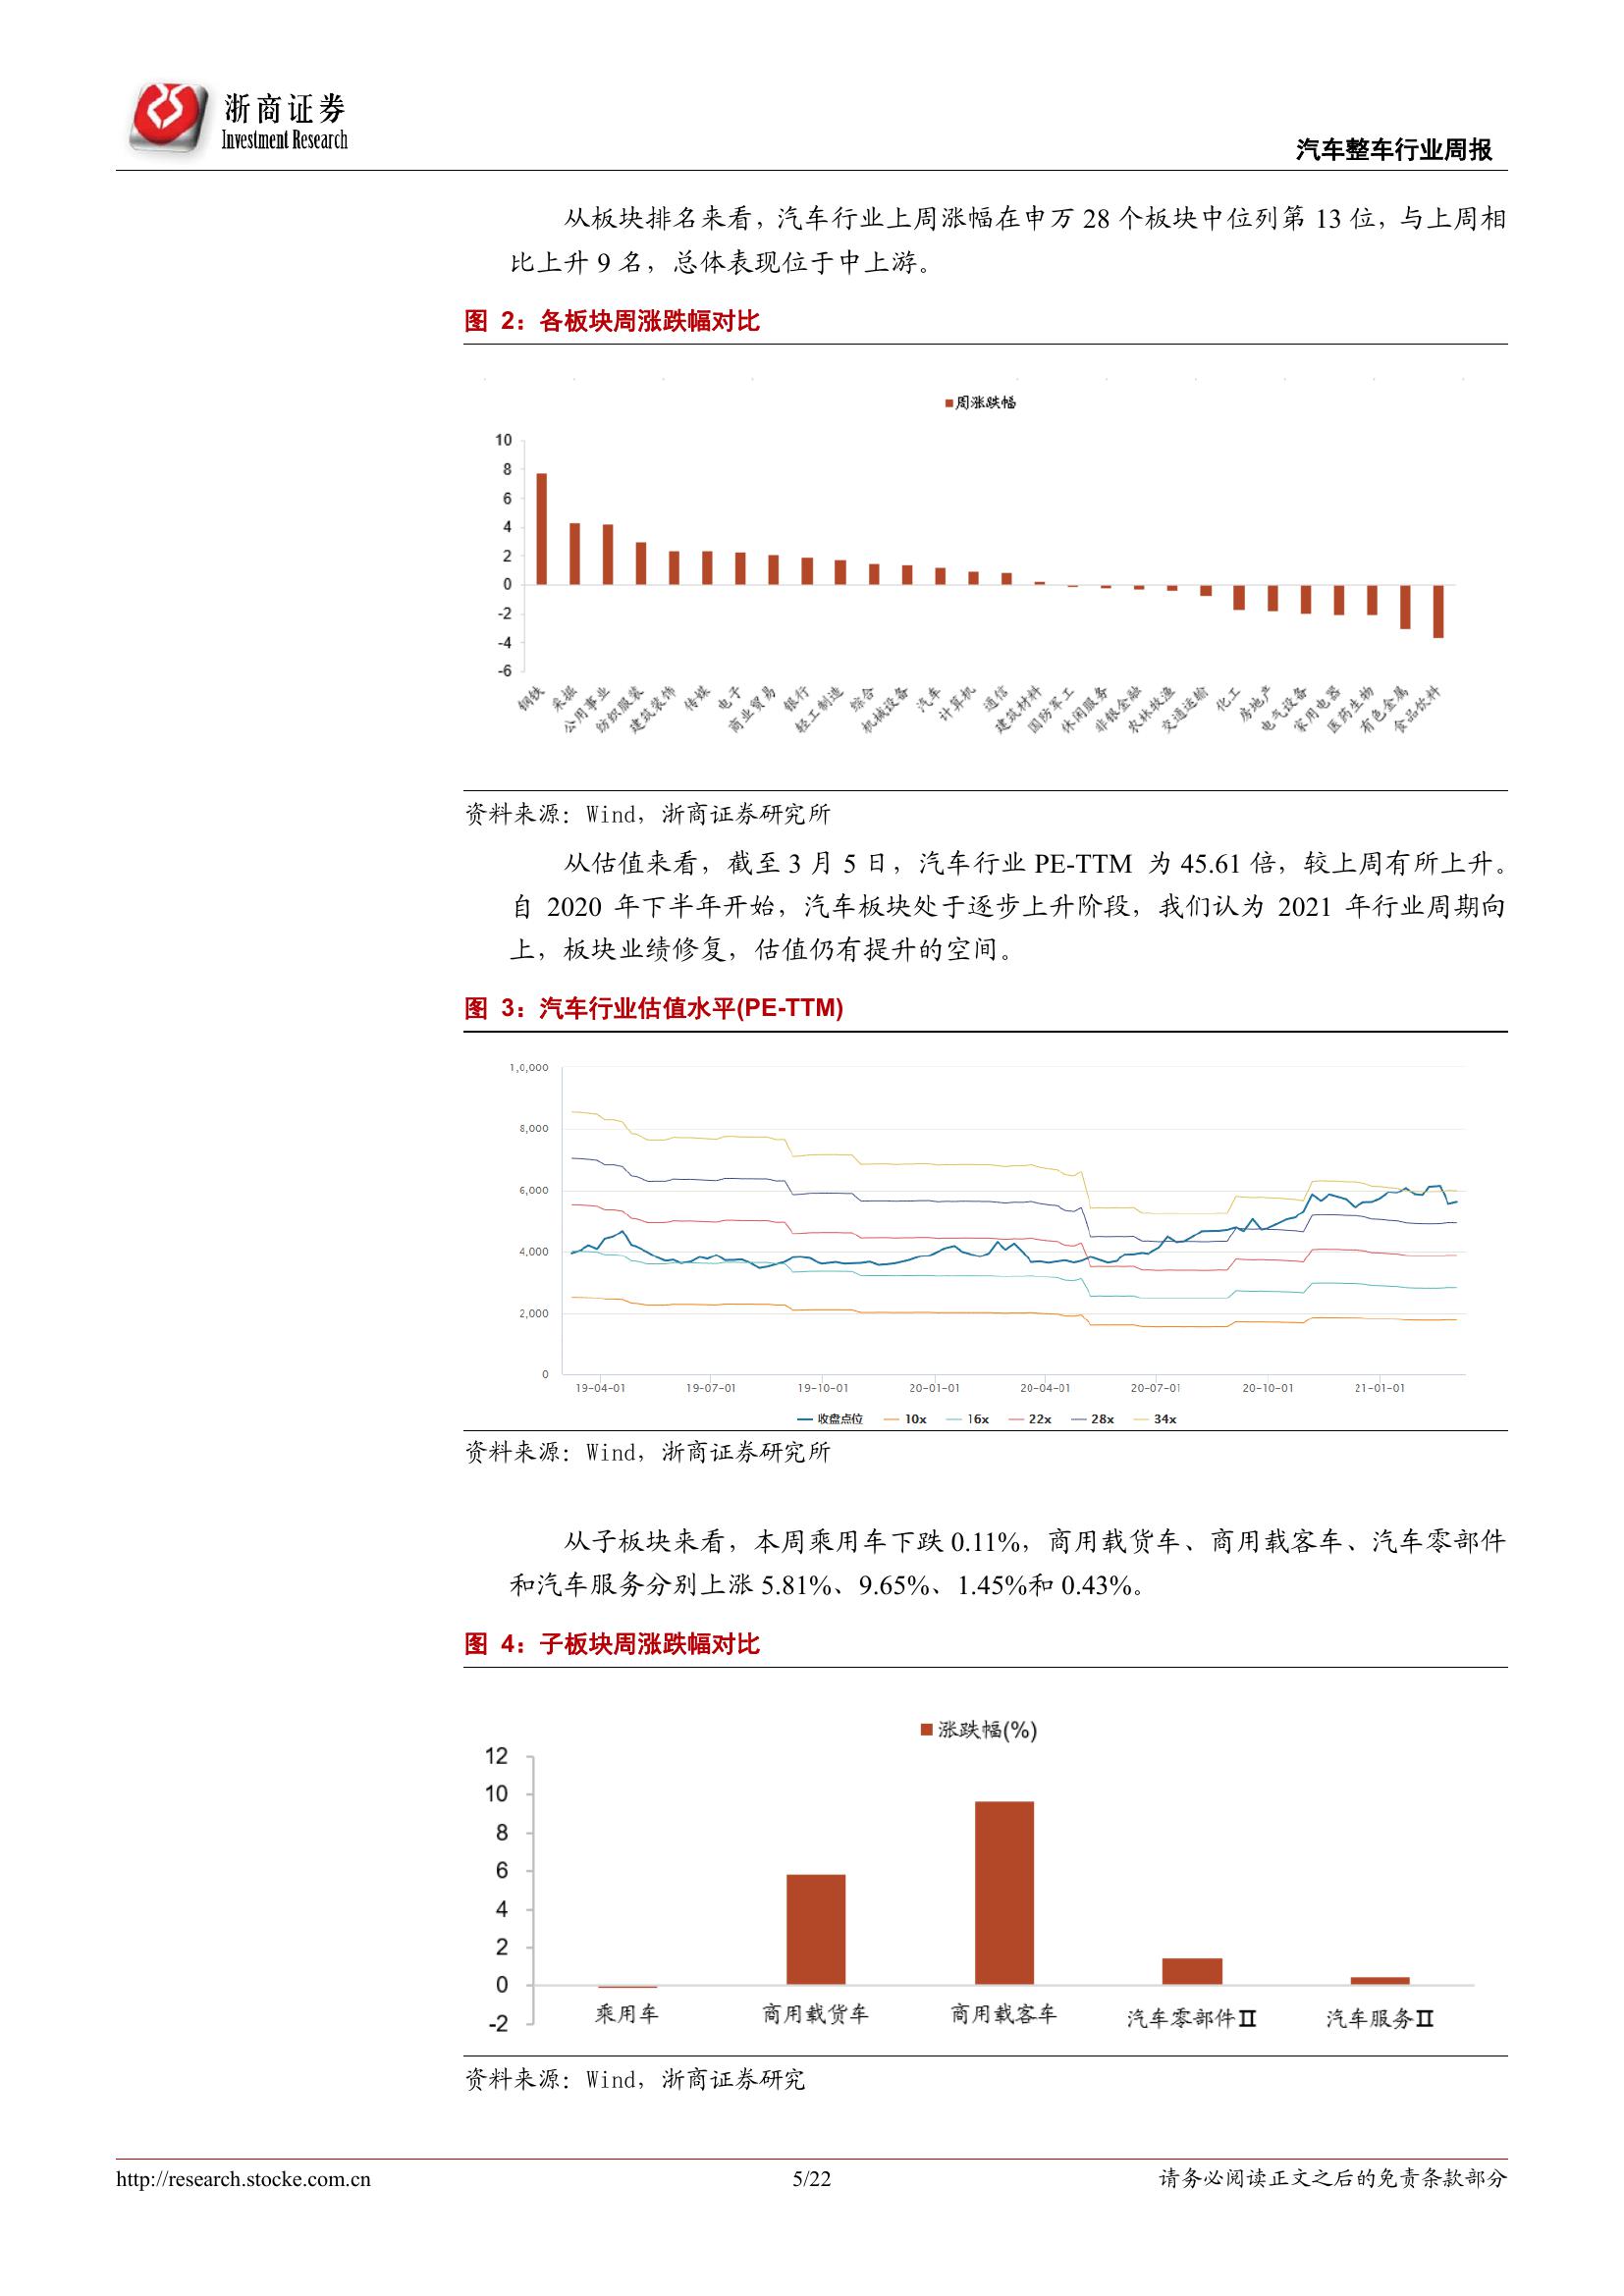 浙商证券
Investment Research
汽车整车行业周报
从板块排名来看，汽车行业上周涨幅在申万 28 个板块中位列第 13 位，与上周相
比上升 9 名，总体表现位于中上游。
图 2：各板块周涨跌幅对比
周涨跌幅
10
8
6
4
2
0
-2
-4
-6
钢铁 采掘 公用事业 纺织服装 建筑装饰 传媒 电子 商业贸易 银行 轻工制造 综合 机械设备 汽车 计算机 通信 建筑材料 国防军工 休闲服务 非银金融 农林牧渔 交通运输 化工 房地产 电气设备 家用电器 医药生物 有色金属 食品饮料
资料来源：Wind，浙商证券研究所
从估值来看，截至 3 月 5 日，汽车行业 PE-TTM 为 45.61 倍，较上周有所上升。
自 2020 年下半年开始，汽车板块处于逐步上升阶段，我们认为 2021 年行业周期向
上，板块业绩修复，估值仍有提升的空间。
图 3：汽车行业估值水平(PE-TTM)
1,0,000
8,000
6,000
4,000
2,000
0
19-04-01 19-07-01 19-10-01 20-01-01 20-04-01 20-07-01 20-10-01 21-01-01
收盘点位 10x 16x 22x 28x 34x
资料来源：Wind，浙商证券研究所
从子板块来看，本周乘用车下跌 0.11%，商用载货车、商用载客车、汽车零部件
和汽车服务分别上涨 5.81%、9.65%、1.45%和 0.43%。
图 4：子板块周涨跌幅对比
涨跌幅(%)
12
10
8
6
4
2
0
-2
乘用车 商用载货车 商用载客车 汽车零部件Ⅱ 汽车服务Ⅱ
资料来源：Wind，浙商证券研究
http://research.stocke.com.cn 5/22 请务必阅读正文之后的免责条款部分